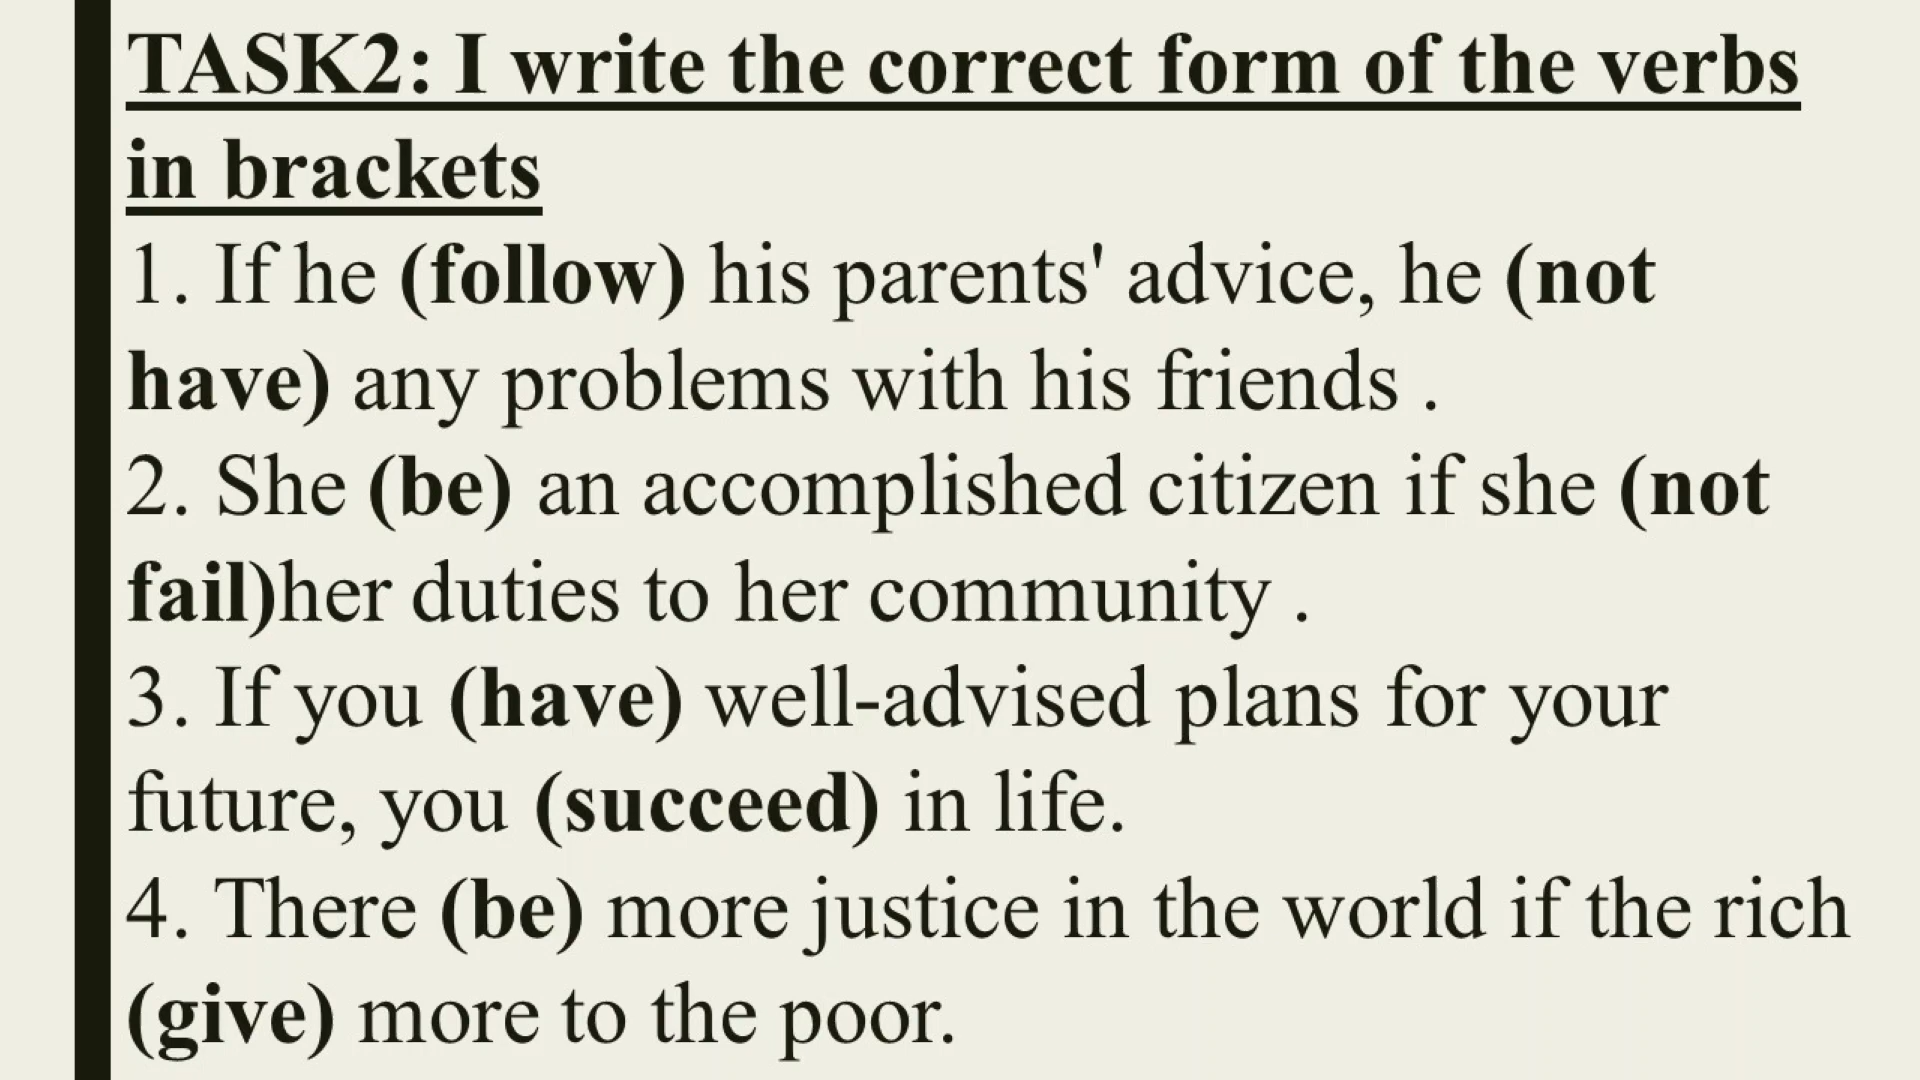 TASK2: I write the correct form of the verbs
in brackets
1. If he (follow) his parents' advice, he (not
have) any problems with his friends .
2. She (be) an accomplished citizen if she (not
fail)her duties to her community .
3. If you (have) well-advised plans for your
future, you (succeed) in life.
4. There (be) more justice in the world if the rich
(give) more to the poor.